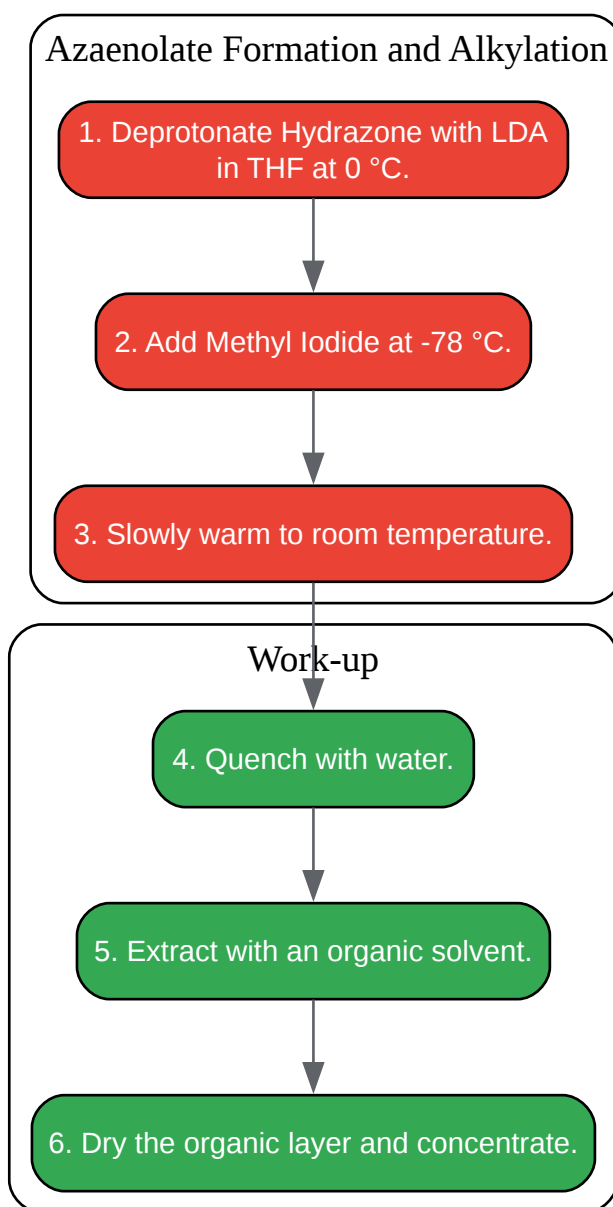 Azaenolate Formation and Alkylation
1. Deprotonate Hydrazone with LDA
in THF at 0 °C.
2. Add Methyl Iodide at -78 °C.
3. Slowly warm to room temperature.
Work-up
4. Quench with water.
5. Extract with an organic solvent.
6. Dry the organic layer and concentrate.